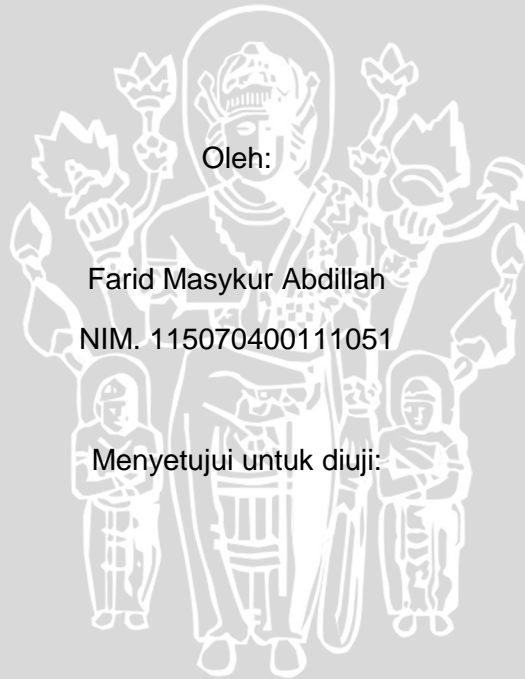 Oleh:
Farid Masykur Abdillah
NIM. 115070400111051
Menyetujui untuk diuji: